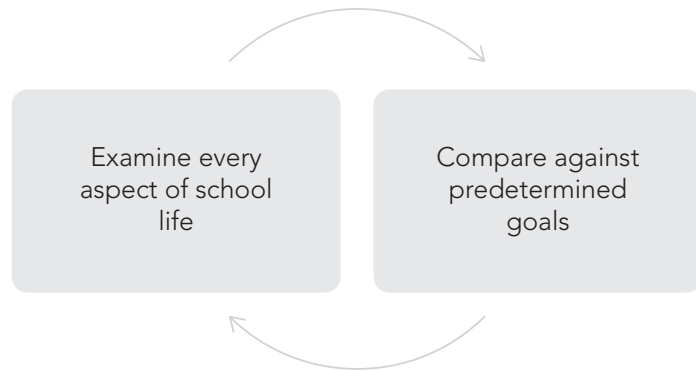 Examine every
aspect of school
life
Compare against
predetermined
goals